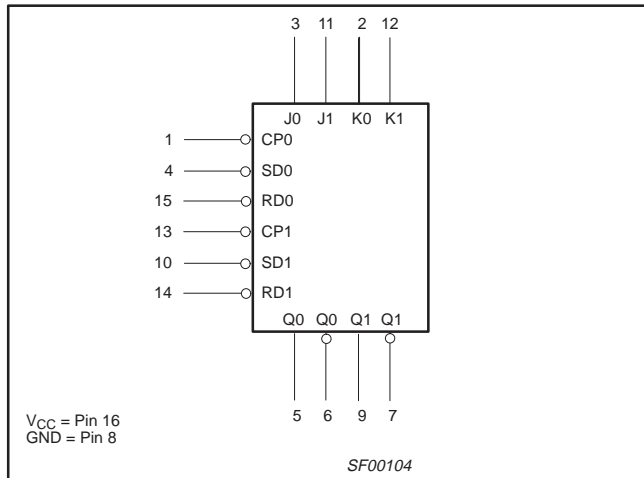 3 11 2 12
J0 J1 K0 K1
1 CP0
4 SD0
15 RD0
13 CP1
10 SD1
14 RD1
Q0 Q0 Q1 Q1
5 6 9 7
VCC = Pin 16
GND = Pin 8
SF00104